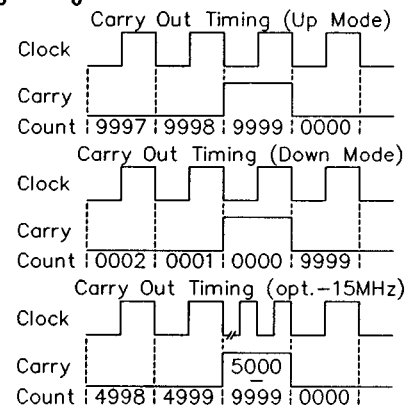 Carry Out Timing (Up Mode)
Clock
Carry
Count 9997 9998 9999 0000
Carry Out Timing (Down Mode)
Clock
Carry
Count 0002 0001 0000 9999
Carry Out Timing (opt.-15MHz)
Clock
Carry 5000
Count 4998 4999 9999 0000